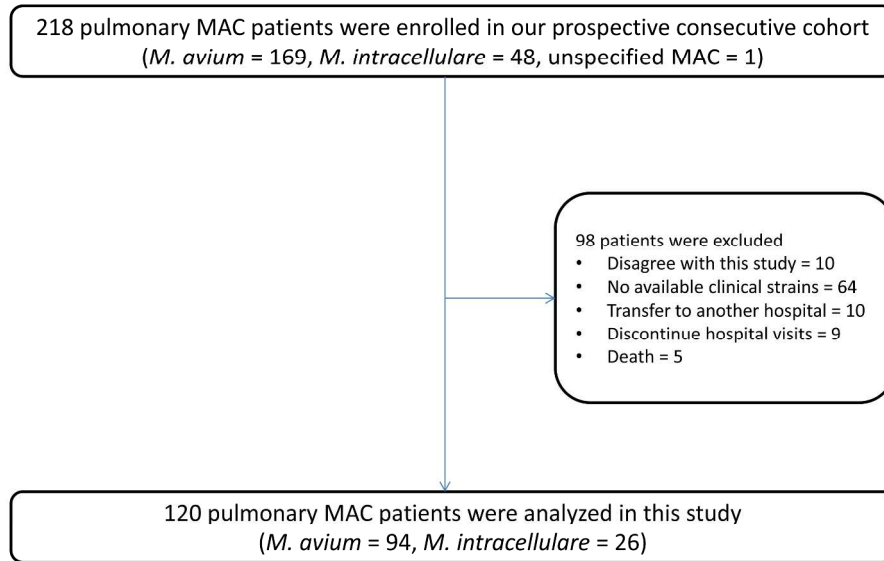 218 pulmonary MAC patients were enrolled in our prospective consecutive cohort
(M. avium = 169, M. intracellulare = 48, unspecified MAC = 1)
98 patients were excluded
• Disagree with this study = 10
• No available clinical strains = 64
• Transfer to another hospital = 10
• Discontinue hospital visits = 9
• Death = 5
120 pulmonary MAC patients were analyzed in this study
(M. avium = 94, M. intracellulare = 26)